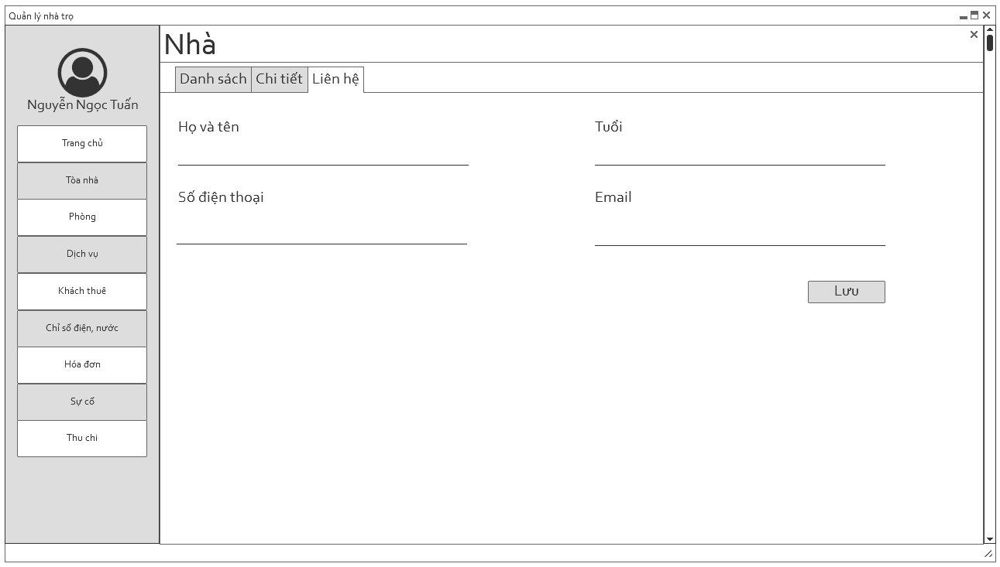 Quản lý nhà trọ
Nguyễn Ngọc Tuấn
Trang chủ
Tòa nhà
Phòng
Dịch vụ
Khách thuê
Chỉ số điện, nước
Hóa đơn
Sự cố
Thu chi
Nhà
Danh sách Chi tiết Liên hệ
Họ và tên Tuổi
Số điện thoại Email
Lưu